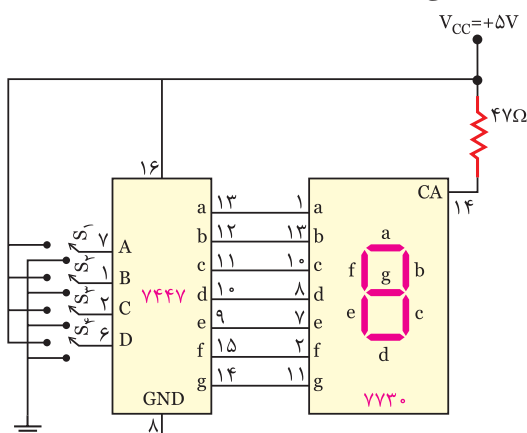 V_CC=+۵V
۴۷Ω
۱۶
CA
۱۴
S۱
۷ A
S۲
۱ B
S۳
۲ C
S۴
۶ D
۷۴۴۷
a ۱۳ ۱ a
b ۱۲ ۱۳ b
c ۱۱ ۱۰ c
d ۱۰ ۸ d
e ۹ ۷ e
f ۱۵ ۲ f
g ۱۴ ۱۱ g
a
f g b
e c
d
۷۷۳۰
GND
۸